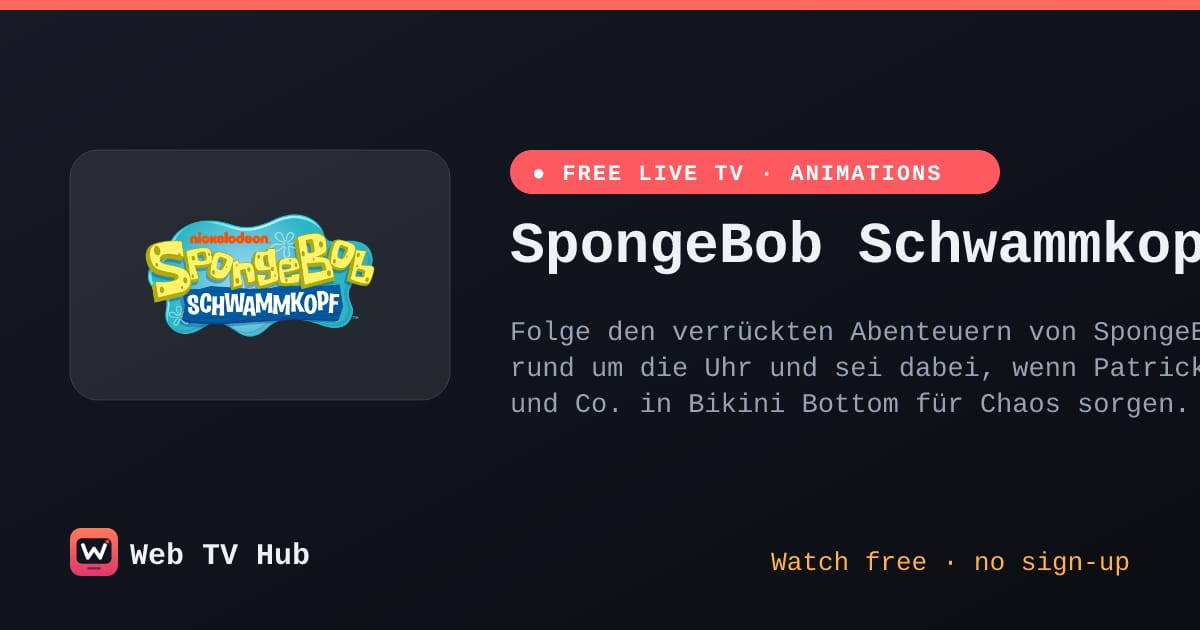 nickelodeon
SpongeBob
SCHWAMMKOPF
™
● FREE LIVE TV · ANIMATIONS
SpongeBob Schwammkop
Folge den verrückten Abenteuern von SpongeB
rund um die Uhr und sei dabei, wenn Patrick
und Co. in Bikini Bottom für Chaos sorgen.
W
Web TV Hub
Watch free · no sign-up